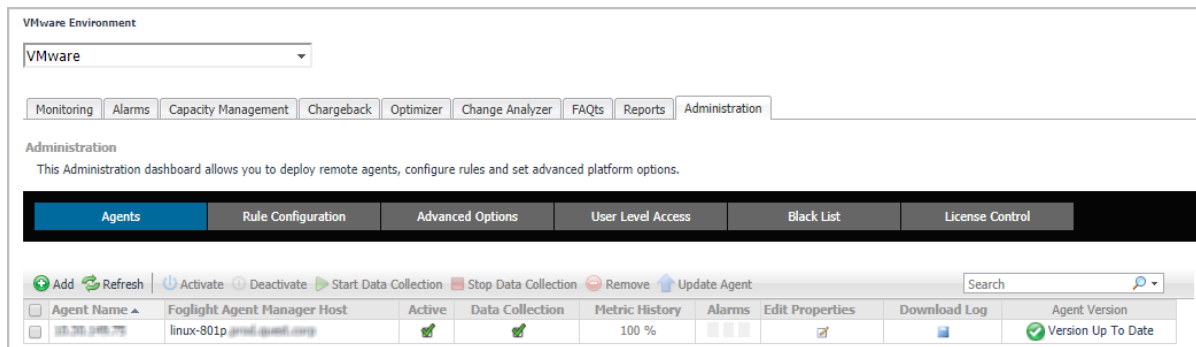 VMware Environment
VMware
Monitoring Alarms Capacity Management Chargeback Optimizer Change Analyzer FAQts Reports Administration
Administration
This Administration dashboard allows you to deploy remote agents, configure rules and set advanced platform options.
Agents Rule Configuration Advanced Options User Level Access Black List License Control
Add Refresh Activate Deactivate Start Data Collection Stop Data Collection Remove Update Agent Search
Agent Name Foglight Agent Manager Host Active Data Collection Metric History Alarms Edit Properties Download Log Agent Version
linux-801p 100 % Version Up To Date